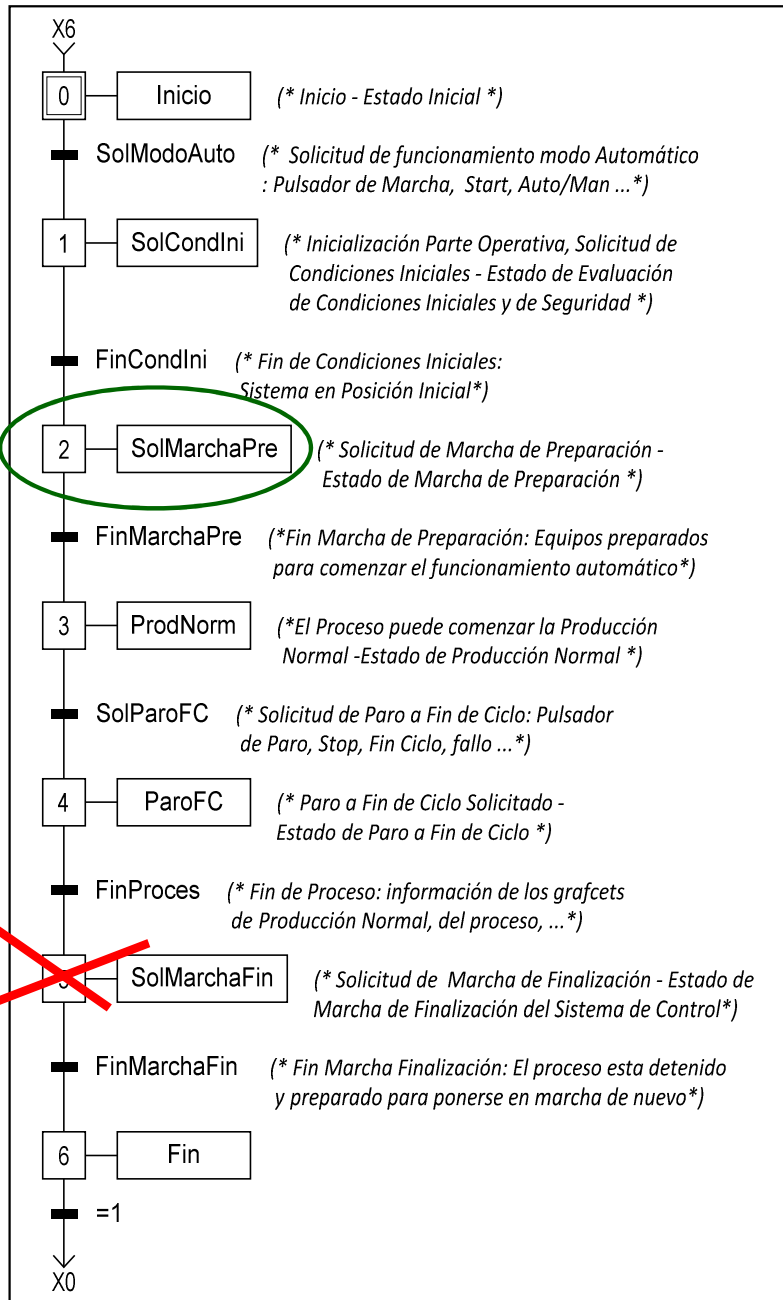 X6
0 Inicio (* Inicio - Estado Inicial *)
SolModoAuto (* Solicitud de funcionamiento modo Automático
: Pulsador de Marcha, Start, Auto/Man ...*)
1 SolCondIni (* Inicialización Parte Operativa, Solicitud de
Condiciones Iniciales - Estado de Evaluación
de Condiciones Iniciales y de Seguridad *)
FinCondIni (* Fin de Condiciones Iniciales:
Sistema en Posición Inicial*)
2 SolMarchaPre (* Solicitud de Marcha de Preparación -
Estado de Marcha de Preparación *)
FinMarchaPre (*Fin Marcha de Preparación: Equipos preparados
para comenzar el funcionamiento automático*)
3 ProdNorm (*El Proceso puede comenzar la Producción
Normal -Estado de Producción Normal *)
SolParoFC (* Solicitud de Paro a Fin de Ciclo: Pulsador
de Paro, Stop, Fin Ciclo, fallo ...*)
4 ParoFC (* Paro a Fin de Ciclo Solicitado -
Estado de Paro a Fin de Ciclo *)
FinProces (* Fin de Proceso: información de los grafcets
de Producción Normal, del proceso, ...*)
5 SolMarchaFin (* Solicitud de Marcha de Finalización - Estado de
Marcha de Finalización del Sistema de Control*)
FinMarchaFin (* Fin Marcha Finalización: El proceso esta detenido
y preparado para ponerse en marcha de nuevo*)
6 Fin
=1
X0